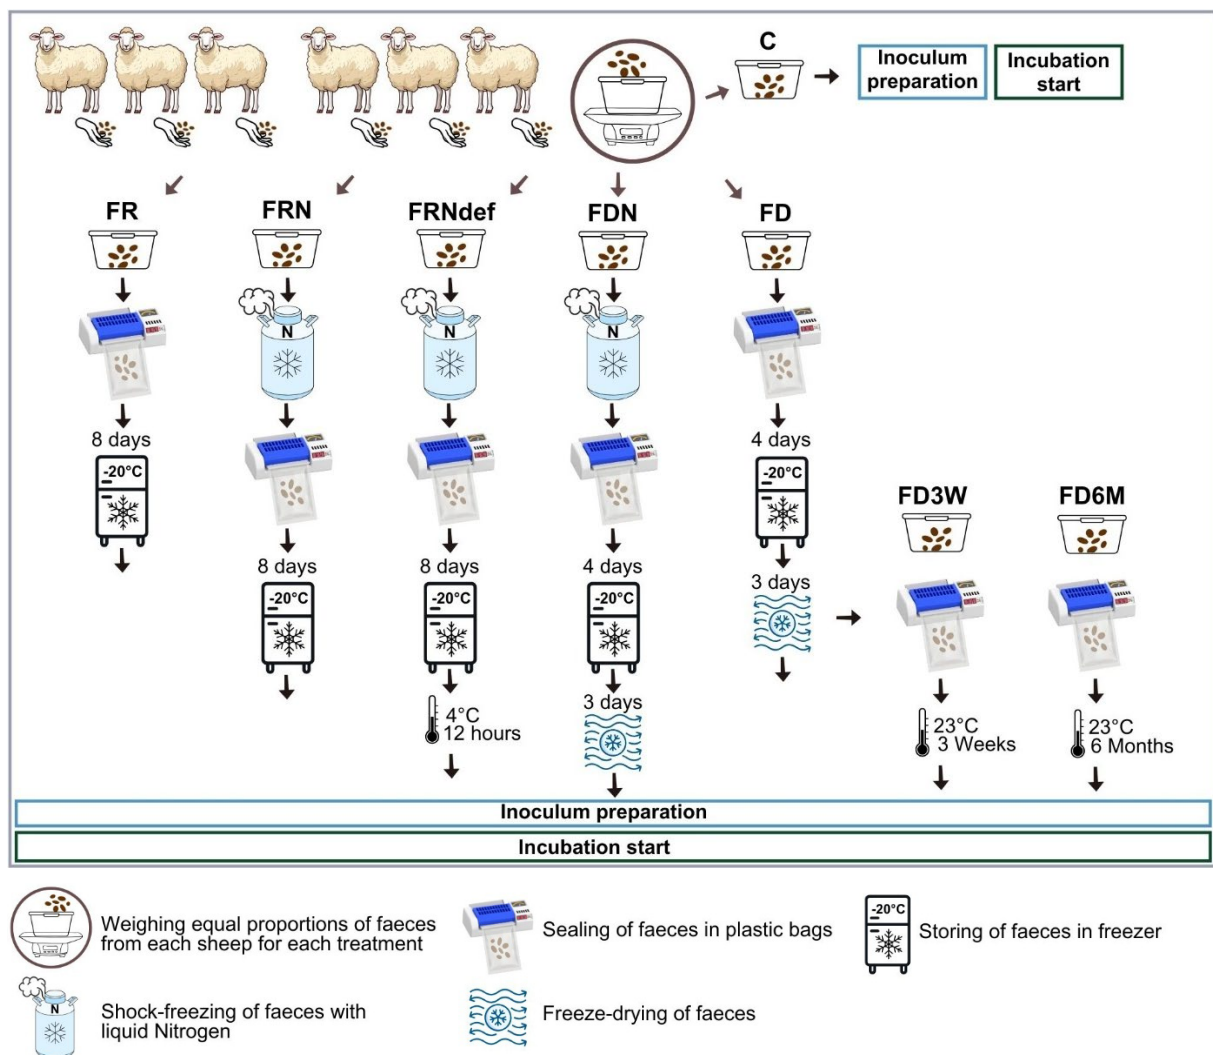 C
Inoculum
preparation
Incubation
start
FR
FRN
FRNdef
FDN
FD
N
N
N
8 days
4 days
-20°C
-20°C
FD3W
FD6M
8 days
8 days
4 days
3 days
-20°C
-20°C
-20°C
3 days
4°C
12 hours
23°C
3 Weeks
23°C
6 Months
Inoculum preparation
Incubation start
Weighing equal proportions of faeces
from each sheep for each treatment
Sealing of faeces in plastic bags
-20°C
Storing of faeces in freezer
N
Shock-freezing of faeces with
liquid Nitrogen
Freeze-drying of faeces